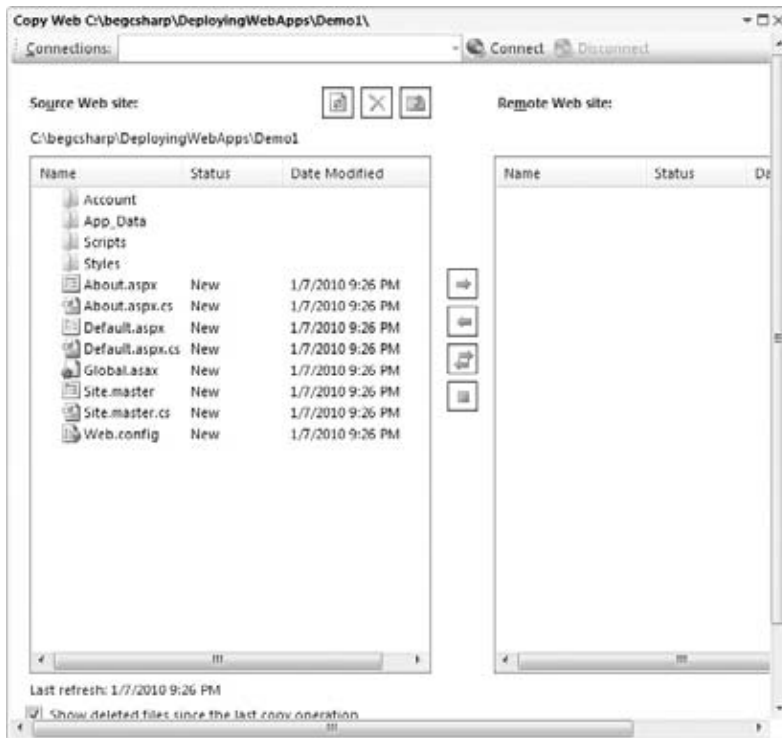 Copy Web C:\begcsharp\DeployingWebApps\Demo1\
Connections:
Connect Disconnect
Source Web site:
Remote Web site:
C:\begcsharp\DeployingWebApps\Demo1
Name Status Date Modified
Name Status Da
Account
App_Data
Scripts
Styles
About.aspx New 1/7/2010 9:26 PM
About.aspx.cs New 1/7/2010 9:26 PM
Default.aspx New 1/7/2010 9:26 PM
Default.aspx.cs New 1/7/2010 9:26 PM
Global.asax New 1/7/2010 9:26 PM
Site.master New 1/7/2010 9:26 PM
Site.master.cs New 1/7/2010 9:26 PM
Web.config New 1/7/2010 9:26 PM
Last refresh: 1/7/2010 9:26 PM
Show deleted files since the last copy operation